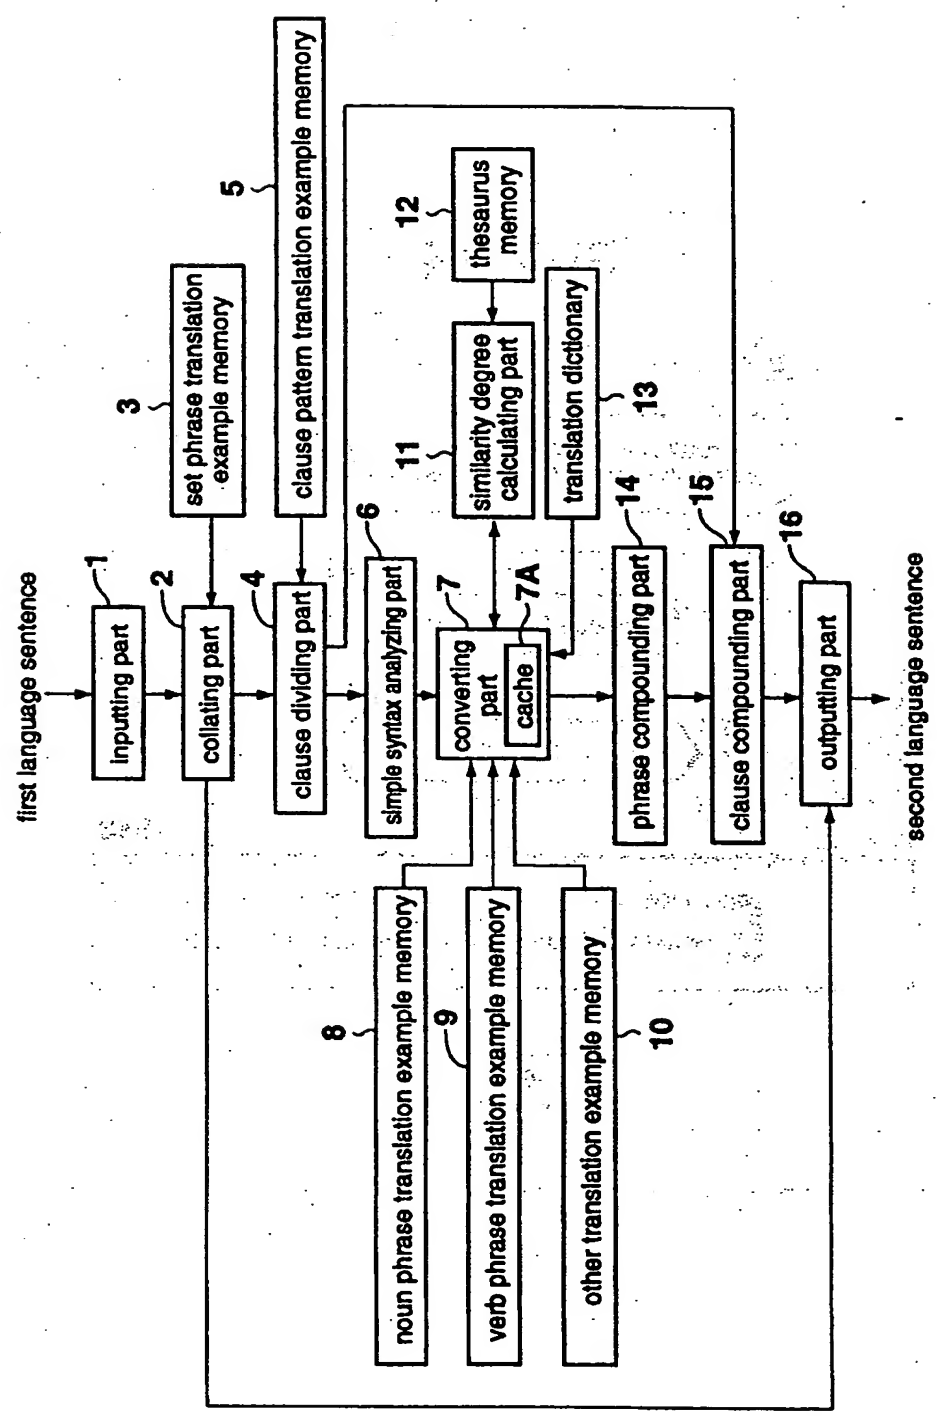 first language sentence
1
inputting part
2
collating part
3
set phrase translation
example memory
4
clause dividing part
5
clause pattern translation example memory
6
simple syntax analyzing part
7
converting
part
7A
cache
8
noun phrase translation example memory
9
verb phrase translation example memory
10
other translation example memory
11
similarity degree
calculating part
12
thesaurus
memory
13
translation dictionary
14
phrase compounding part
15
clause compounding part
16
outputting part
second language sentence